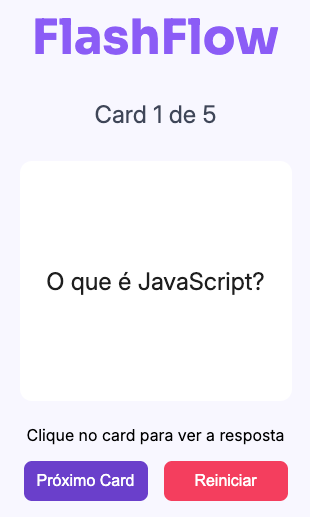 FlashFlow
Card 1 de 5
O que é JavaScript?
Clique no card para ver a resposta
Próximo Card
Reiniciar